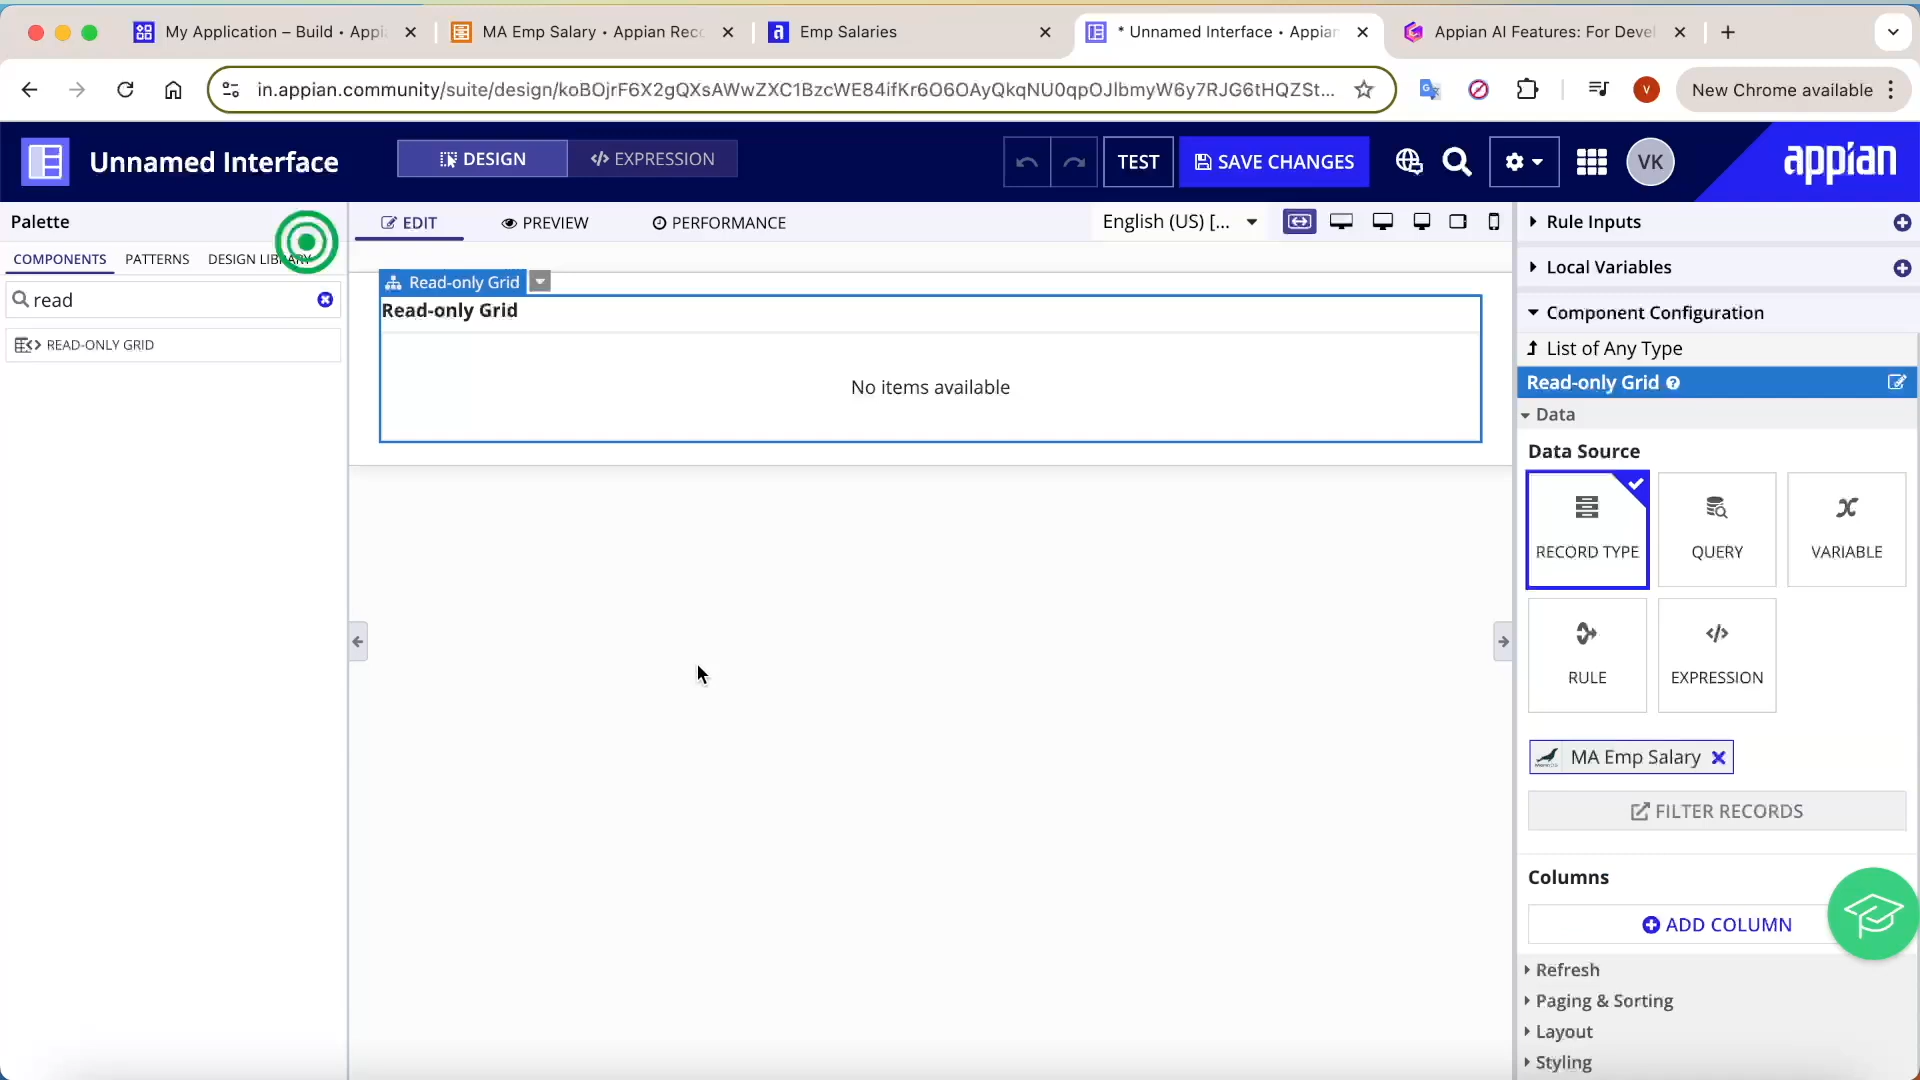 My Application – Build • Appi
MA Emp Salary • Appian Rec
a
Emp Salaries
* Unnamed Interface • Appian
Appian AI Features: For Devel
in.appian.community/suite/design/koBOjrF6X2gQXsAWwZXC1BzcWE84ifKr6O6OAyQkqNU0qpOJlbmyW6y7RJG6tHQZSt...
V
New Chrome available
Unnamed Interface
DESIGN
EXPRESSION
TEST
SAVE CHANGES
VK
appian
Palette
EDIT
PREVIEW
PERFORMANCE
English (US) [...
Rule Inputs
COMPONENTS
PATTERNS
DESIGN LIBRARY
Local Variables
read
Read-only Grid
Read-only Grid
Component Configuration
READ-ONLY GRID
List of Any Type
No items available
Read-only Grid
Data
Data Source
RECORD TYPE
QUERY
VARIABLE
RULE
EXPRESSION
MA Emp Salary
FILTER RECORDS
Columns
ADD COLUMN
Refresh
Paging & Sorting
Layout
Styling